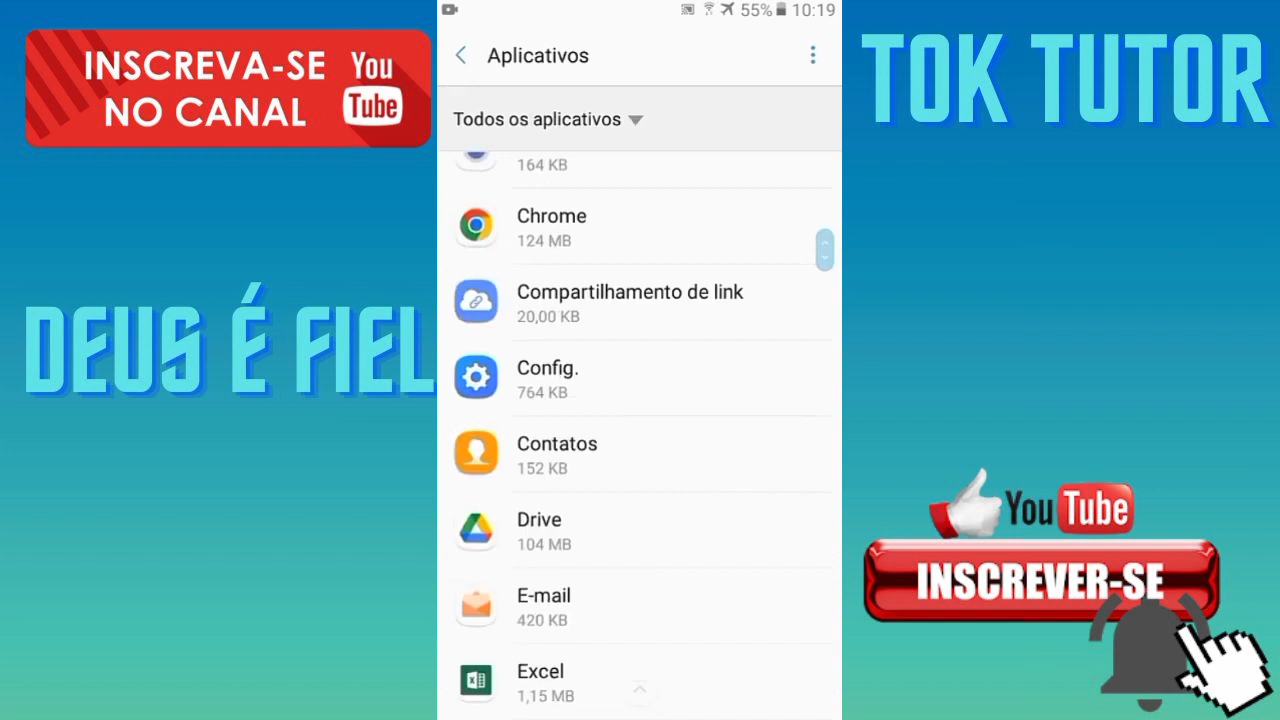 INSCREVA-SE
NO CANAL
You
Tube
DEUS É FIEL
55% 10:19
Aplicativos
Todos os aplicativos
164 KB
Chrome
124 MB
Compartilhamento de link
20,00 KB
Config.
764 KB
Contatos
152 KB
Drive
104 MB
E-mail
420 KB
Excel
1,15 MB
TOK TUTOR
You Tube
INSCREVER-SE